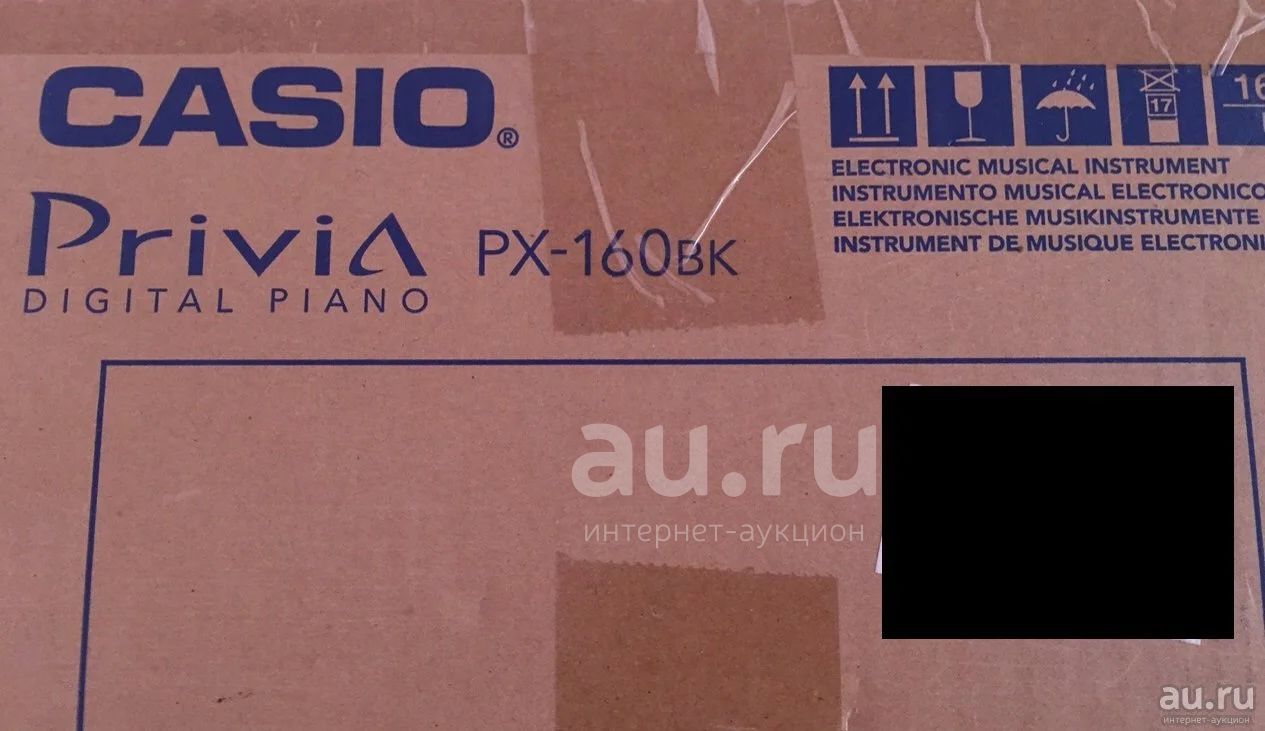 CASIO®
Privia PX-160BK
DIGITAL PIANO
17
16
ELECTRONIC MUSICAL INSTRUMENT
INSTRUMENTO MUSICAL ELECTRONICO
ELEKTRONISCHE MUSIKINSTRUMENTE
INSTRUMENT DE MUSIQUE ELECTRONI
au.ru
интернет-аукцион
au.ru
интернет-аукцион